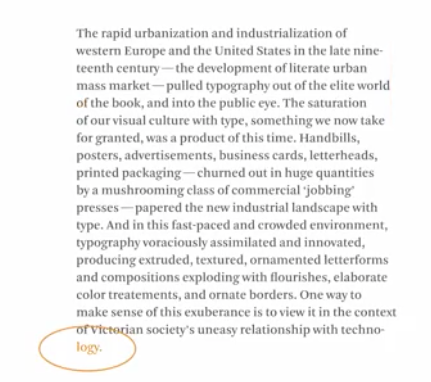 The rapid urbanization and industrialization of
western Europe and the United States in the late nine-
teenth century — the development of literate urban
mass market — pulled typography out of the elite world
of the book, and into the public eye. The saturation
of our visual culture with type, something we now take
for granted, was a product of this time. Handbills,
posters, advertisements, business cards, letterheads,
printed packaging — churned out in huge quantities
by a mushrooming class of commercial ‘jobbing’
presses — papered the new industrial landscape with
type. And in this fast-paced and crowded environment,
typography voraciously assimilated and innovated,
producing extruded, textured, ornamented letterforms
and compositions exploding with flourishes, elaborate
color treatements, and ornate borders. One way to
make sense of this exuberance is to view it in the context
of Victorian society’s uneasy relationship with techno-
logy.